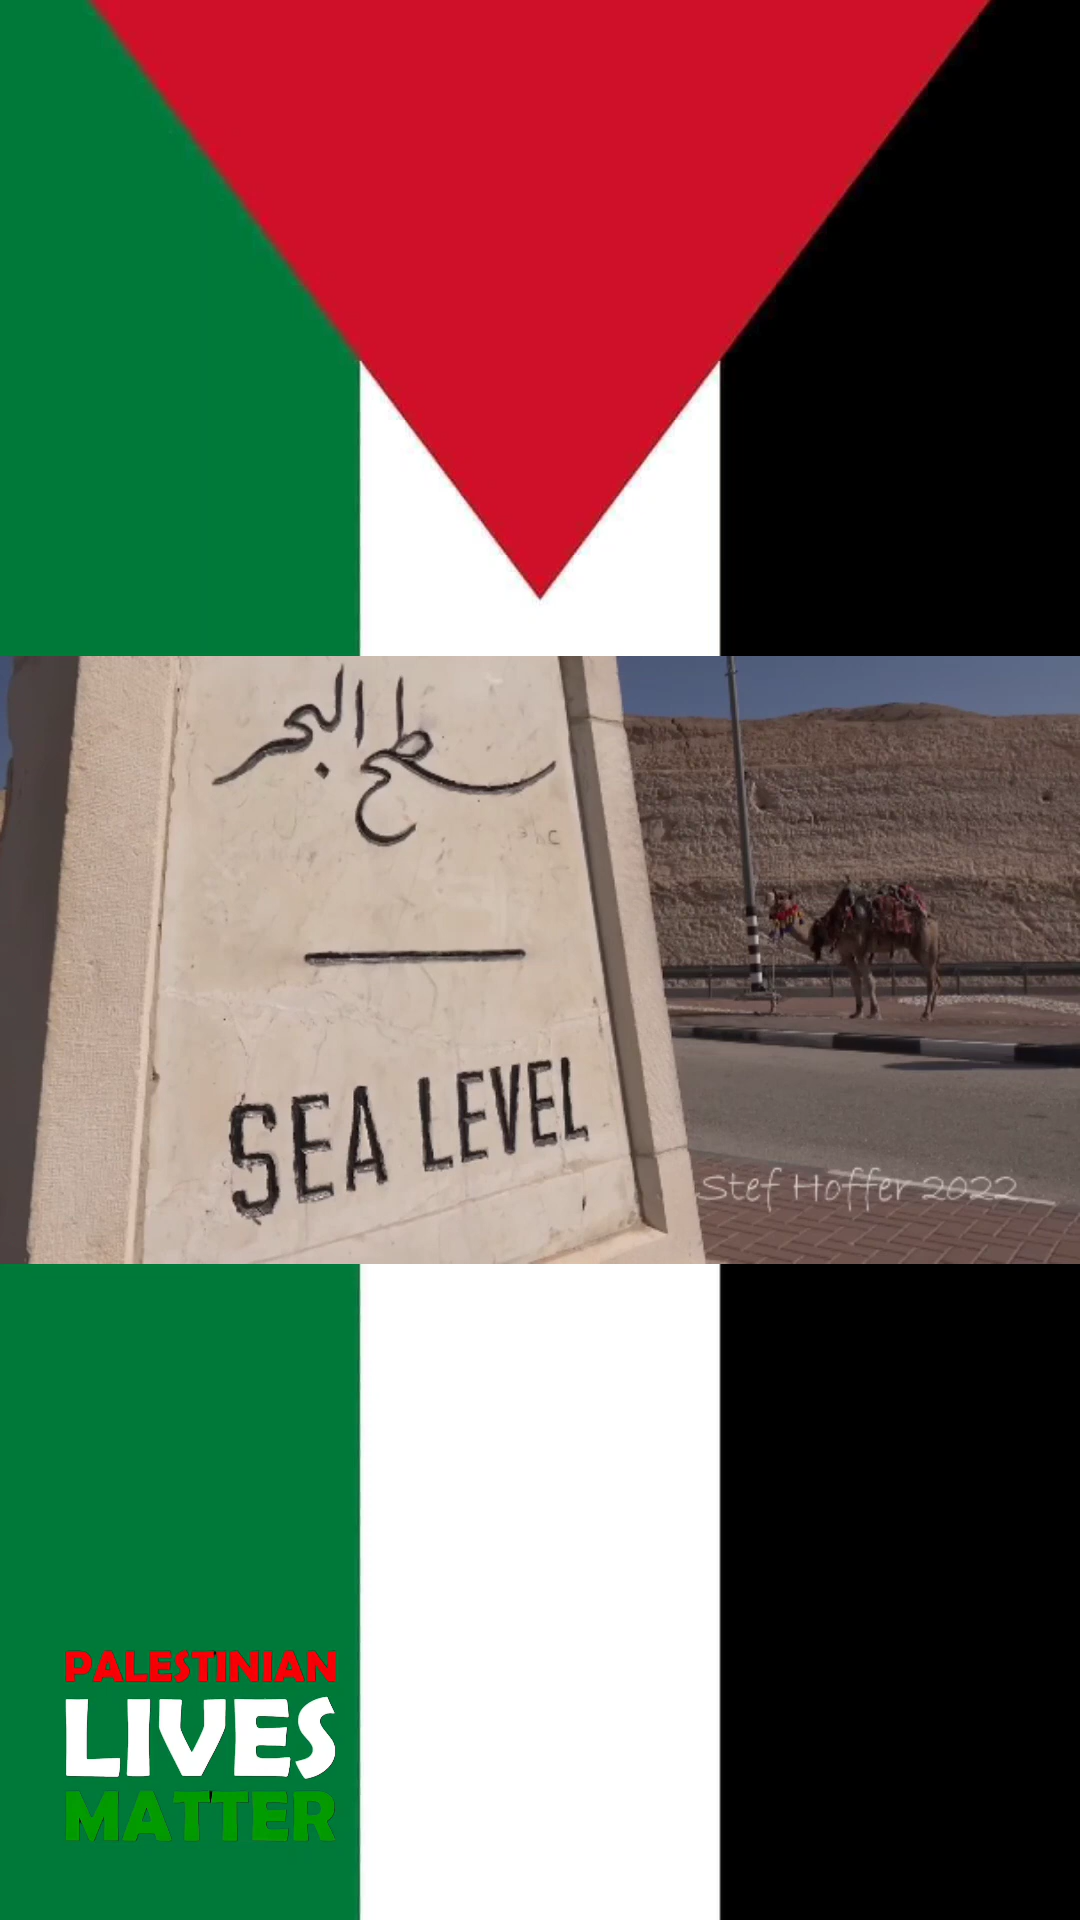 سطح البحر
SEA LEVEL
Stef Hoffer 2022
PALESTINIAN
LIVES
MATTER